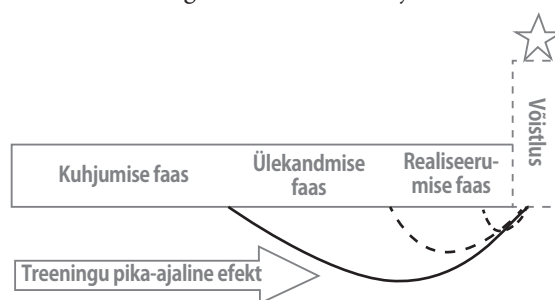 Võistlus
Kuhjumise faas
Ülekandmise
faas
Realiseeru-
mise faas
Treeningu pika-ajaline efekt